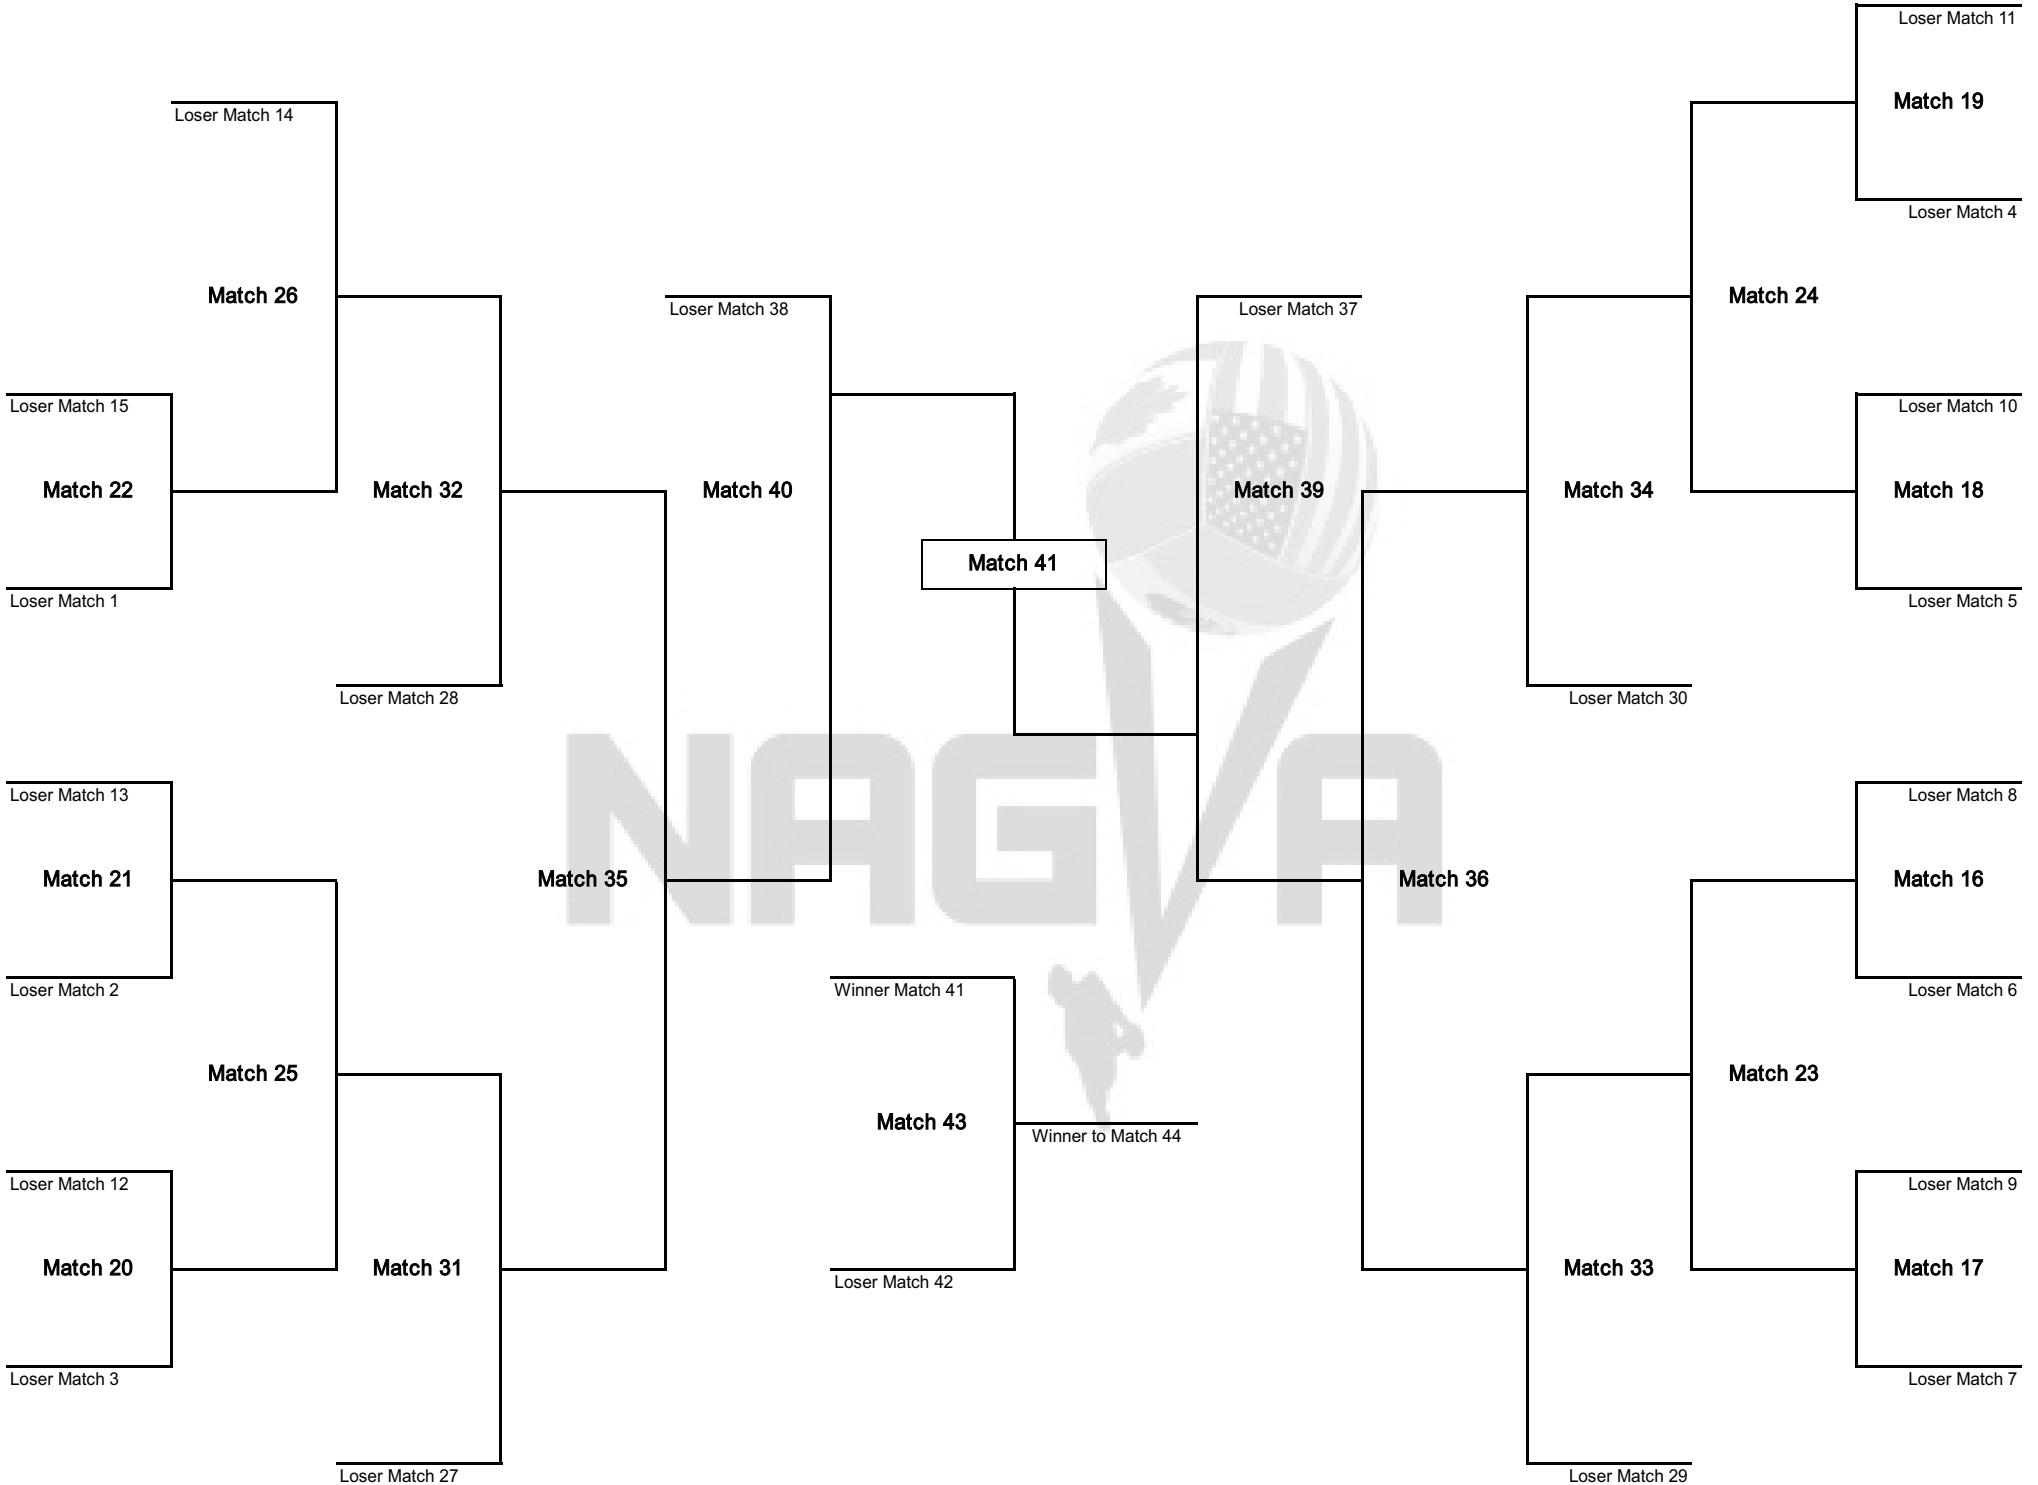 Loser Match 11
Match 19
Loser Match 14
Loser Match 4
Match 26
Match 24
Loser Match 38
Loser Match 37
Loser Match 15
Loser Match 10
Match 22
Match 32
Match 40
Match 39
Match 34
Match 18
Match 41
Loser Match 1
Loser Match 5
Loser Match 28
Loser Match 30
NAGVA
Loser Match 13
Loser Match 8
Match 21
Match 35
Match 36
Match 16
Loser Match 2
Winner Match 41
Loser Match 6
Match 25
Match 23
Match 43
Winner to Match 44
Loser Match 12
Loser Match 9
Match 20
Match 31
Loser Match 42
Match 33
Match 17
Loser Match 3
Loser Match 7
Loser Match 27
Loser Match 29